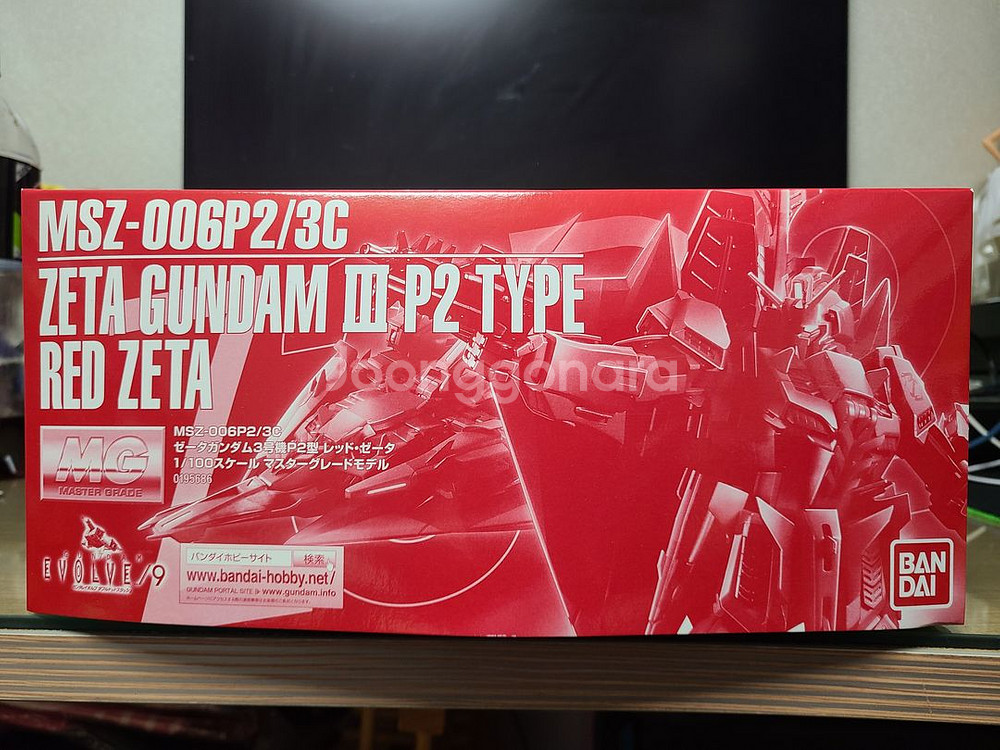 MSZ-006P2/3C
ZETA GUNDAM III P2 TYPE
RED ZETA
joonggonara
MG
MASTER GRADE
MSZ-006P2/3C
ゼータガンダム3号機P2型 レッド・ゼータ
1/100スケール マスターグレードモデル
0195686
GUNDAM
EVOLVE/9
バンダイホビーサイト 検索
www.bandai-hobby.net/
GUNDAM PORTAL SITE www.gundam.info
BAN
DAI